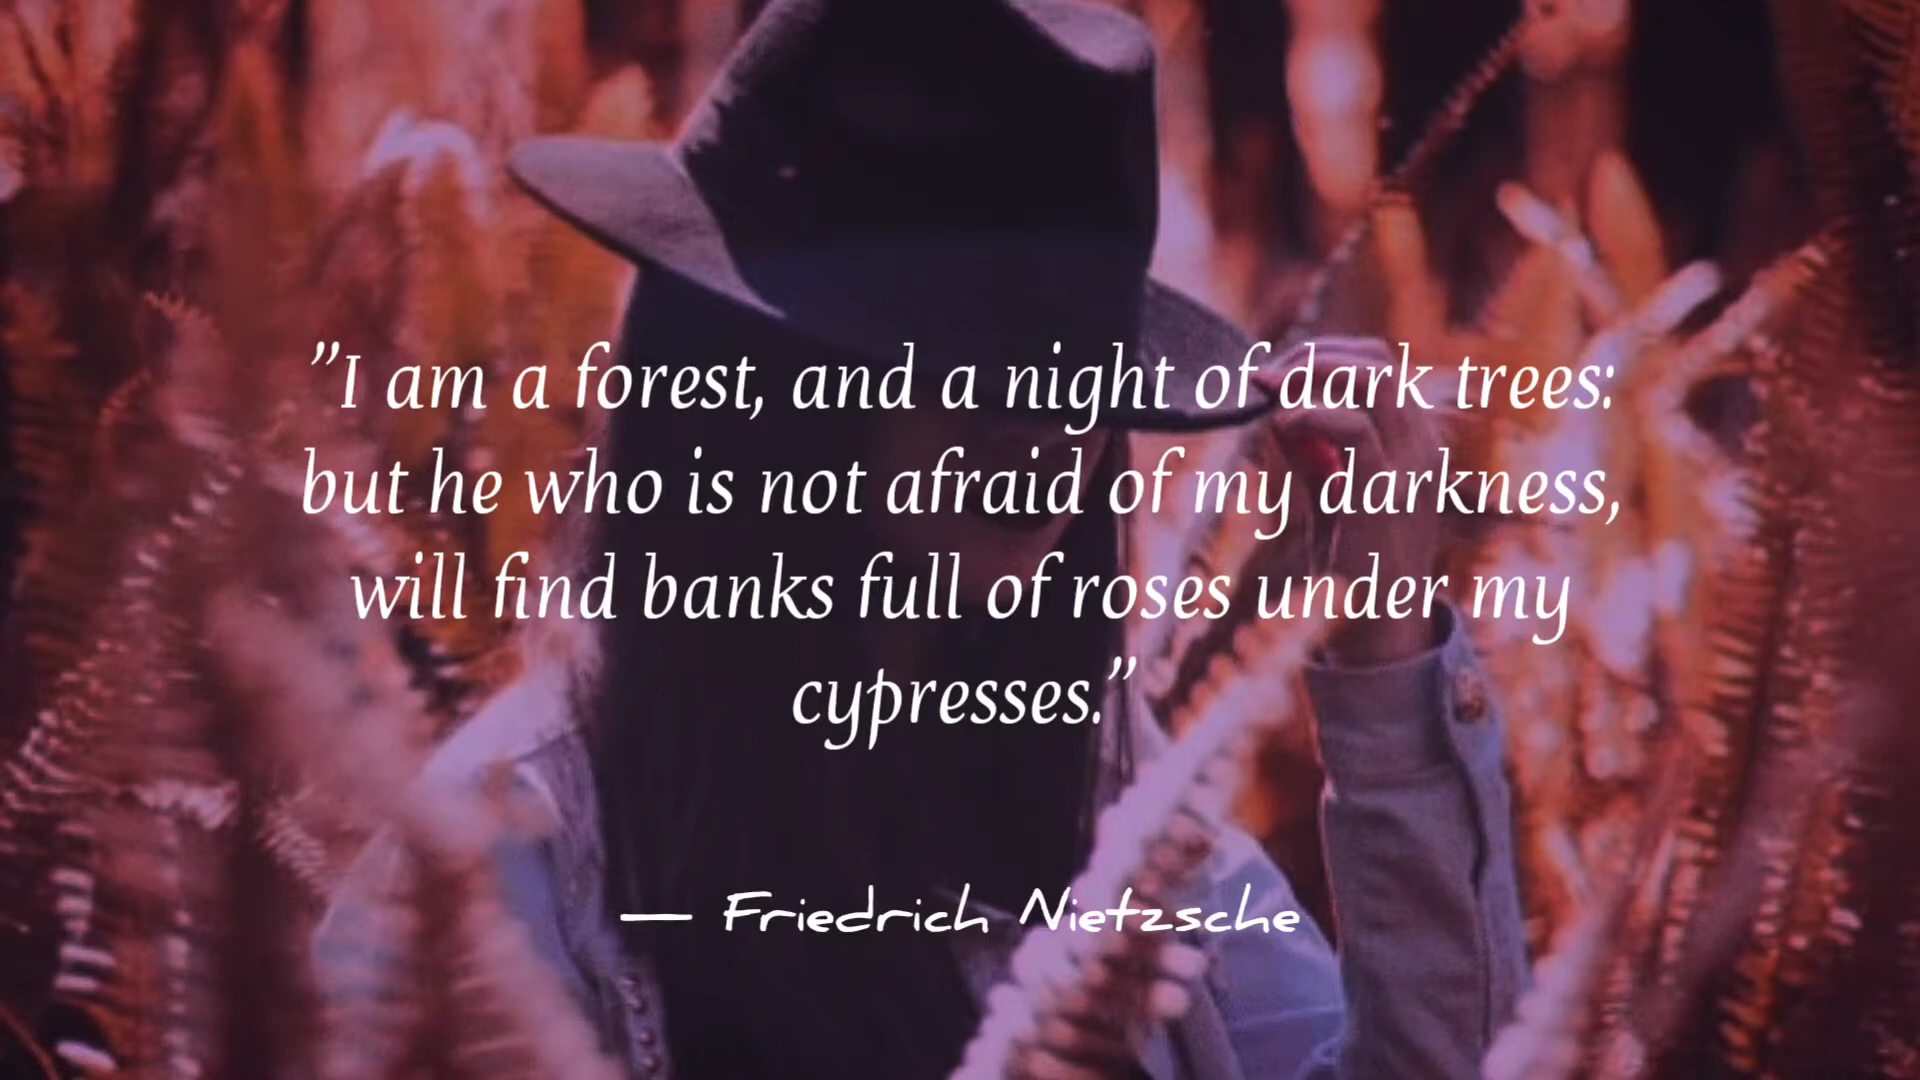 "I am a forest, and a night of dark trees:
but he who is not afraid of my darkness,
will find banks full of roses under my
cypresses."
— Friedrich Nietzsche